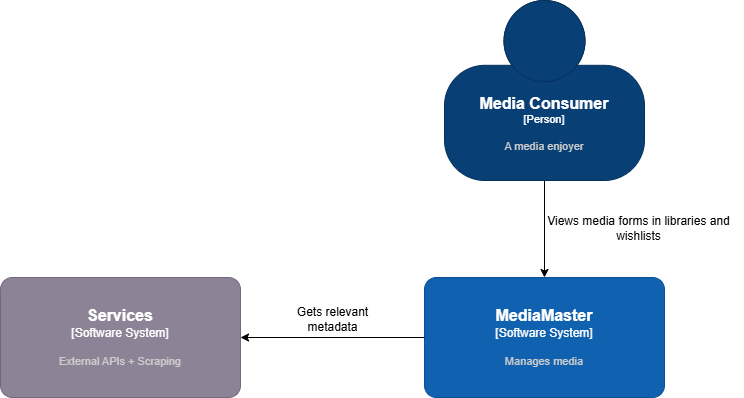 Media Consumer
[Person]
A media enjoyer
Views media forms in libraries and
wishlists
Services
[Software System]
External APIs + Scraping
Gets relevant
metadata
MediaMaster
[Software System]
Manages media